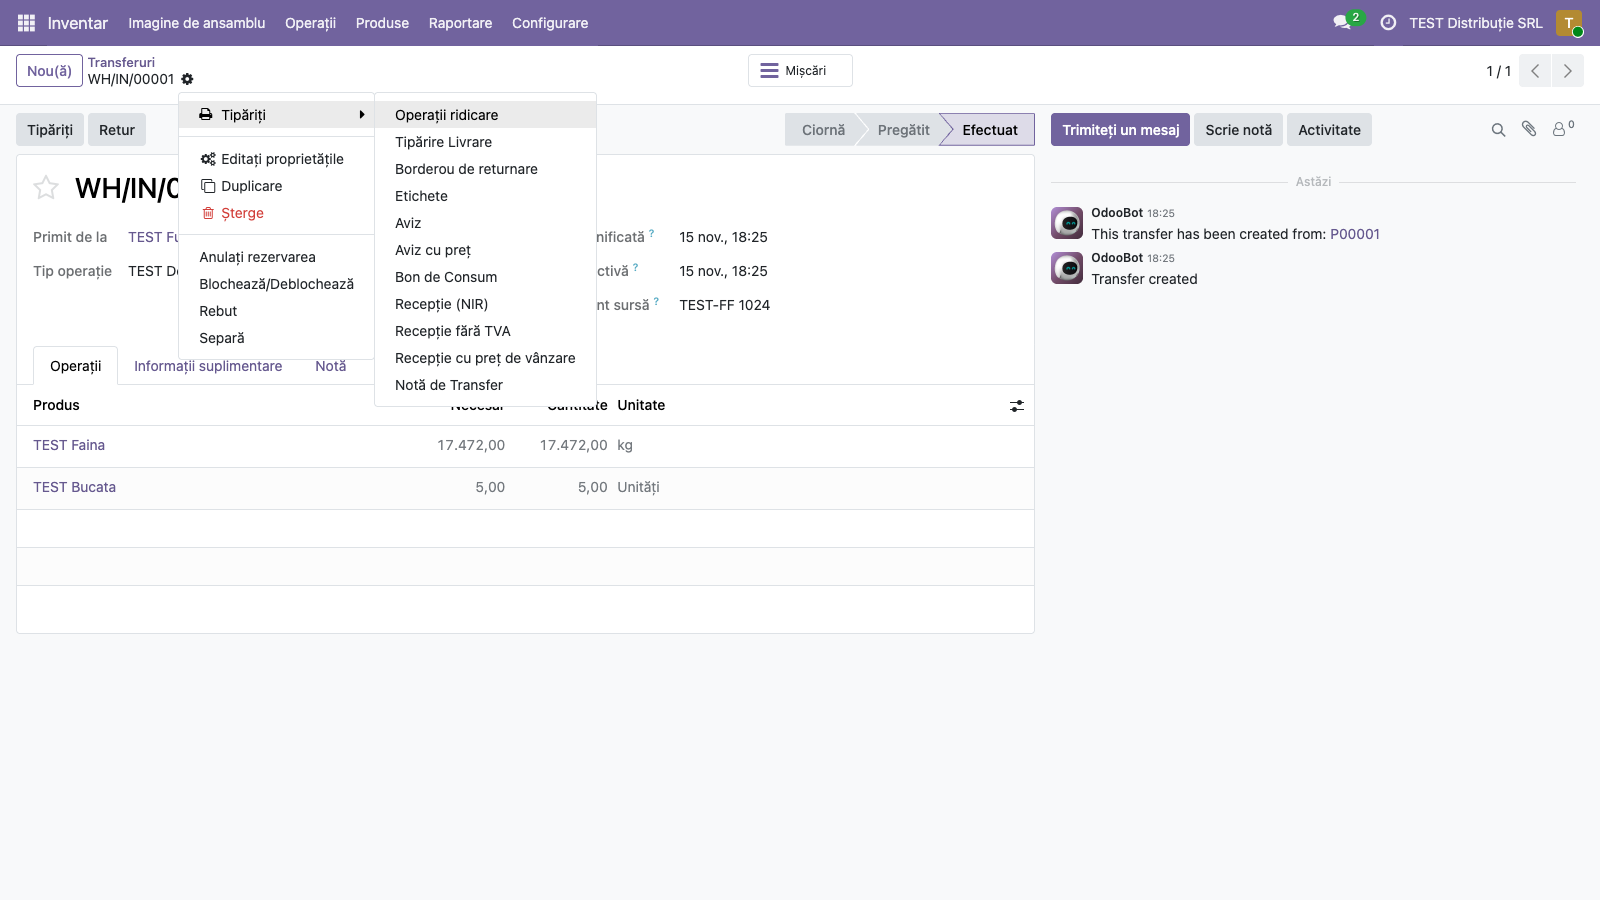 Inventar Imagine de ansamblu Operații Produse Raportare Configurare 2 TEST Distribuție SRL T
Nou(ă) Transferuri
WH/IN/00001
Mișcări
1 / 1
Tipăriți Retur
Ciornă Pregătit Efectuat
Trimiteți un mesaj Scrie notă Activitate 0
Tipăriți
Editați proprietățile
Duplicare
Șterge
Anulați rezervarea
Blochează/Deblochează
Rebut
Separă
Operații ridicare
Tipărire Livrare
Borderou de returnare
Etichete
Aviz
Aviz cu preț
Bon de Consum
Recepție (NIR)
Recepție fără TVA
Recepție cu preț de vânzare
Notă de Transfer
WH/IN/0
Primit de la TEST Fu
Tip operație TEST De
nificată ? 15 nov., 18:25
ctivă ? 15 nov., 18:25
nt sursă ? TEST-FF 1024
Operații Informații suplimentare Notă
Produs Necesar Cantitate Unitate
TEST Faina 17.472,00 17.472,00 kg
TEST Bucata 5,00 5,00 Unități
Astăzi
OdooBot 18:25
This transfer has been created from: P00001
OdooBot 18:25
Transfer created